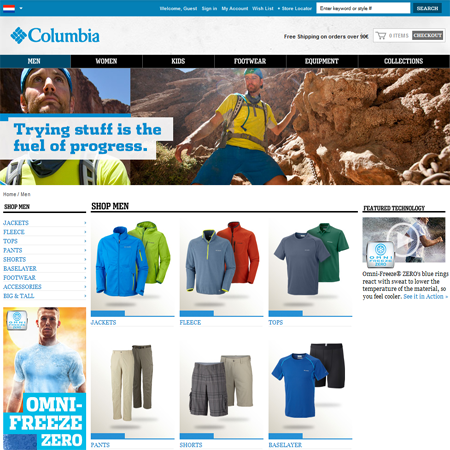 Welcome, Guest Sign in My Account Wish List + Store Locator Enter keyword or style # SEARCH
Columbia
Free Shipping on orders over 90€ 0 ITEMS CHECKOUT
MEN WOMEN KIDS FOOTWEAR EQUIPMENT COLLECTIONS
Trying stuff is the
fuel of progress.
Home / Men
SHOP MEN
JACKETS
FLEECE
TOPS
PANTS
SHORTS
BASELAYER
FOOTWEAR
ACCESSORIES
BIG & TALL
OMNI-
FREEZE
ZERO
SHOP MEN
JACKETS FLEECE TOPS
PANTS SHORTS BASELAYER
FEATURED TECHNOLOGY
OMNI
FREEZE
ZERO
Omni-Freeze® ZERO's blue rings
react with sweat to lower the
temperature of the material, so
you feel cooler. See it in Action »